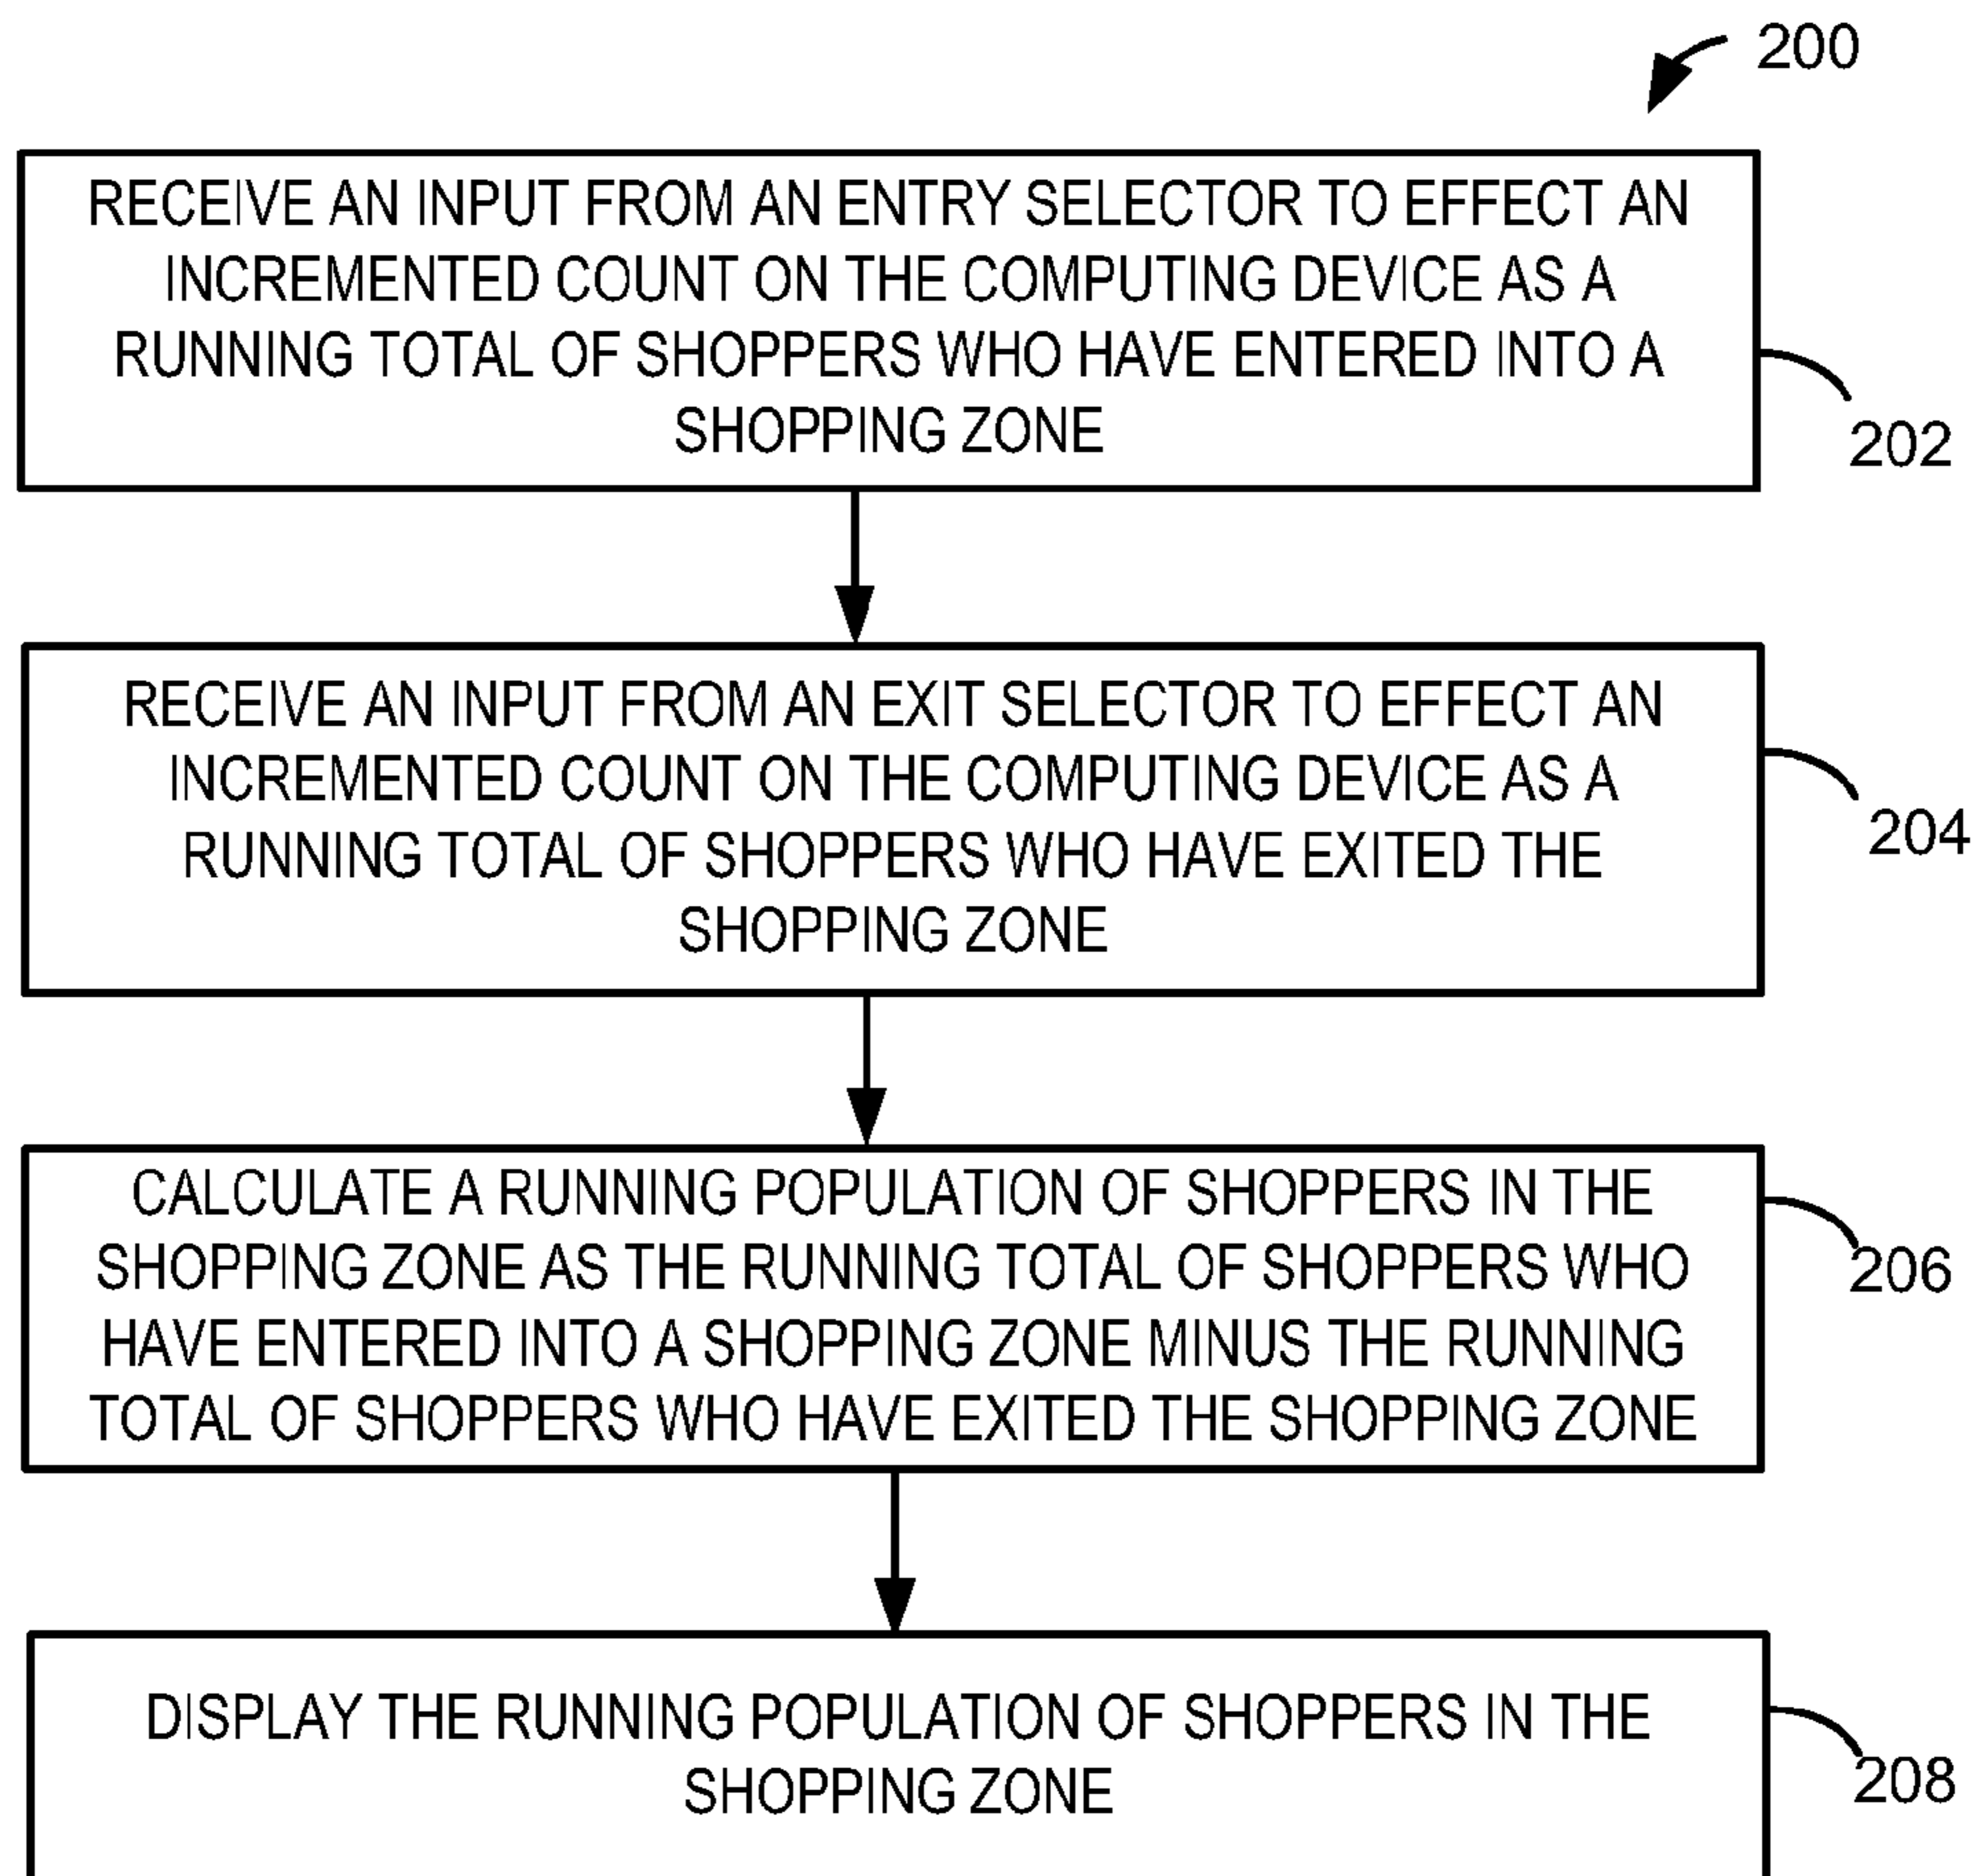 200
RECEIVE AN INPUT FROM AN ENTRY SELECTOR TO EFFECT AN
INCREMENTED COUNT ON THE COMPUTING DEVICE AS A
RUNNING TOTAL OF SHOPPERS WHO HAVE ENTERED INTO A
SHOPPING ZONE
202
RECEIVE AN INPUT FROM AN EXIT SELECTOR TO EFFECT AN
INCREMENTED COUNT ON THE COMPUTING DEVICE AS A
RUNNING TOTAL OF SHOPPERS WHO HAVE EXITED THE
SHOPPING ZONE
204
CALCULATE A RUNNING POPULATION OF SHOPPERS IN THE
SHOPPING ZONE AS THE RUNNING TOTAL OF SHOPPERS WHO
HAVE ENTERED INTO A SHOPPING ZONE MINUS THE RUNNING
TOTAL OF SHOPPERS WHO HAVE EXITED THE SHOPPING ZONE
206
DISPLAY THE RUNNING POPULATION OF SHOPPERS IN THE
SHOPPING ZONE
208